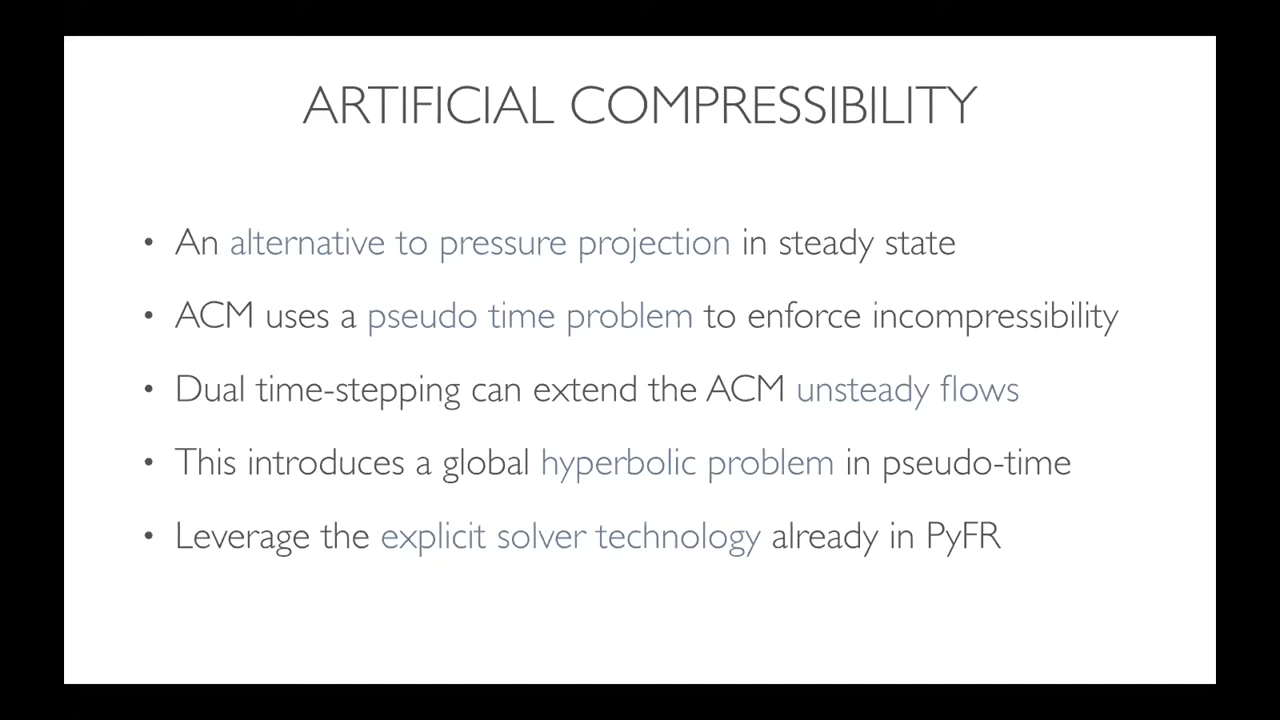 ARTIFICIAL COMPRESSIBILITY
• An alternative to pressure projection in steady state
• ACM uses a pseudo time problem to enforce incompressibility
• Dual time-stepping can extend the ACM unsteady flows
• This introduces a global hyperbolic problem in pseudo-time
• Leverage the explicit solver technology already in PyFR